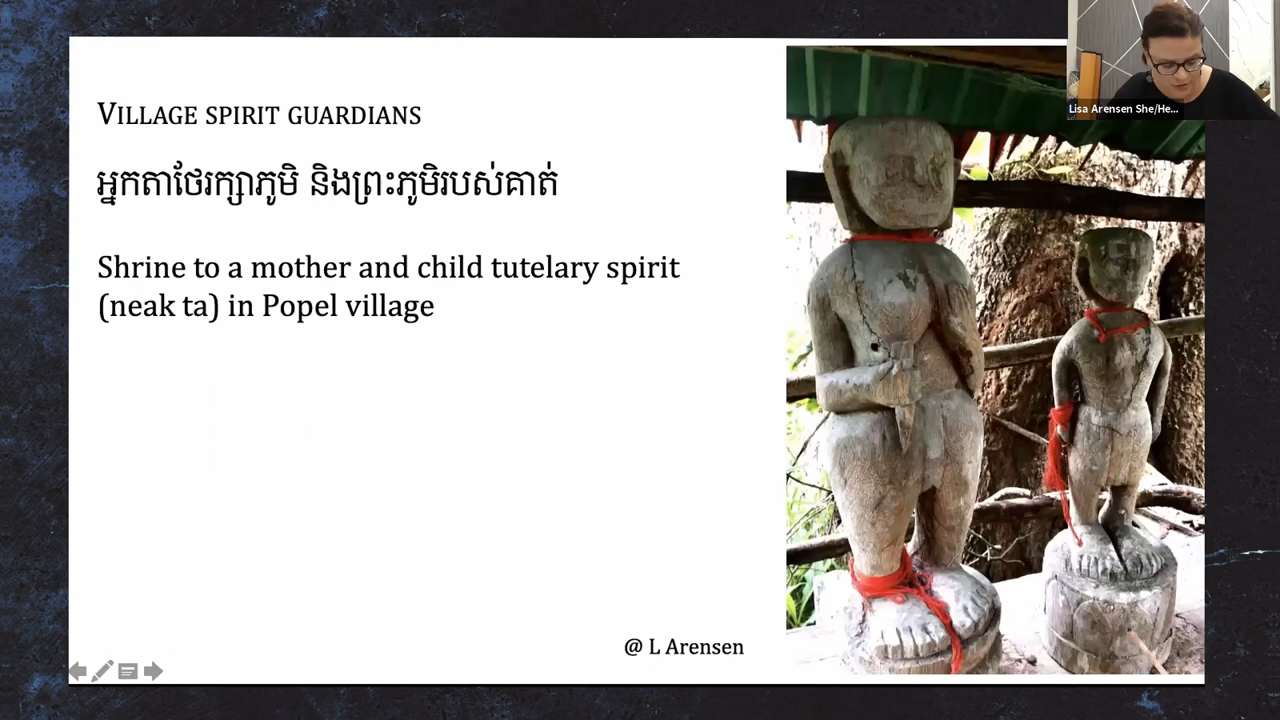 VILLAGE SPIRIT GUARDIANS
អ្នកតាថែរក្សាភូមិ និងព្រះភូមិរបស់គាត់
Shrine to a mother and child tutelary spirit
(neak ta) in Popel village
@ L Arensen
Lisa Arensen She/He...